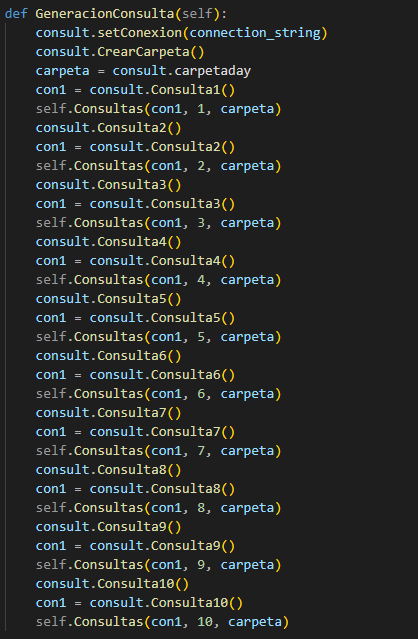 def GeneracionConsulta(self):
    consult.setConexion(connection_string)
    consult.CrearCarpeta()
    carpeta = consult.carpetaday
    con1 = consult.Consulta1()
    self.Consultas(con1, 1, carpeta)
    consult.Consulta2()
    con1 = consult.Consulta2()
    self.Consultas(con1, 2, carpeta)
    consult.Consulta3()
    con1 = consult.Consulta3()
    self.Consultas(con1, 3, carpeta)
    consult.Consulta4()
    con1 = consult.Consulta4()
    self.Consultas(con1, 4, carpeta)
    consult.Consulta5()
    con1 = consult.Consulta5()
    self.Consultas(con1, 5, carpeta)
    consult.Consulta6()
    con1 = consult.Consulta6()
    self.Consultas(con1, 6, carpeta)
    consult.Consulta7()
    con1 = consult.Consulta7()
    self.Consultas(con1, 7, carpeta)
    consult.Consulta8()
    con1 = consult.Consulta8()
    self.Consultas(con1, 8, carpeta)
    consult.Consulta9()
    con1 = consult.Consulta9()
    self.Consultas(con1, 9, carpeta)
    consult.Consulta10()
    con1 = consult.Consulta10()
    self.Consultas(con1, 10, carpeta)